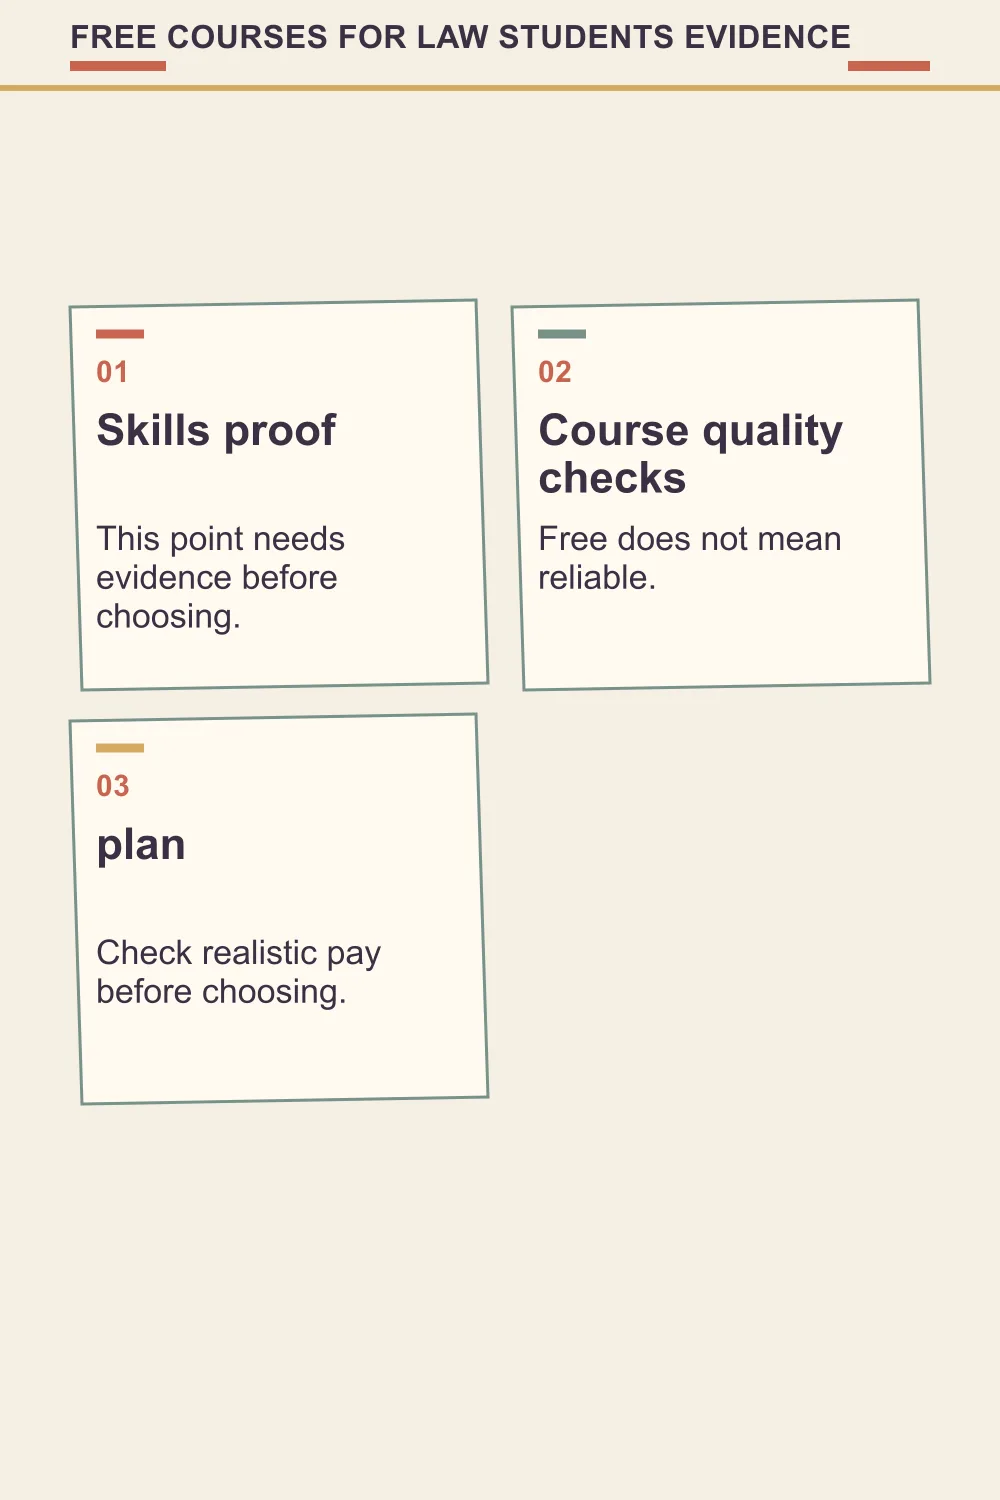 FREE COURSES FOR LAW STUDENTS EVIDENCE
01
Skills proof
This point needs
evidence before
choosing.
02
Course quality
checks
Free does not mean
reliable.
03
plan
Check realistic pay
before choosing.